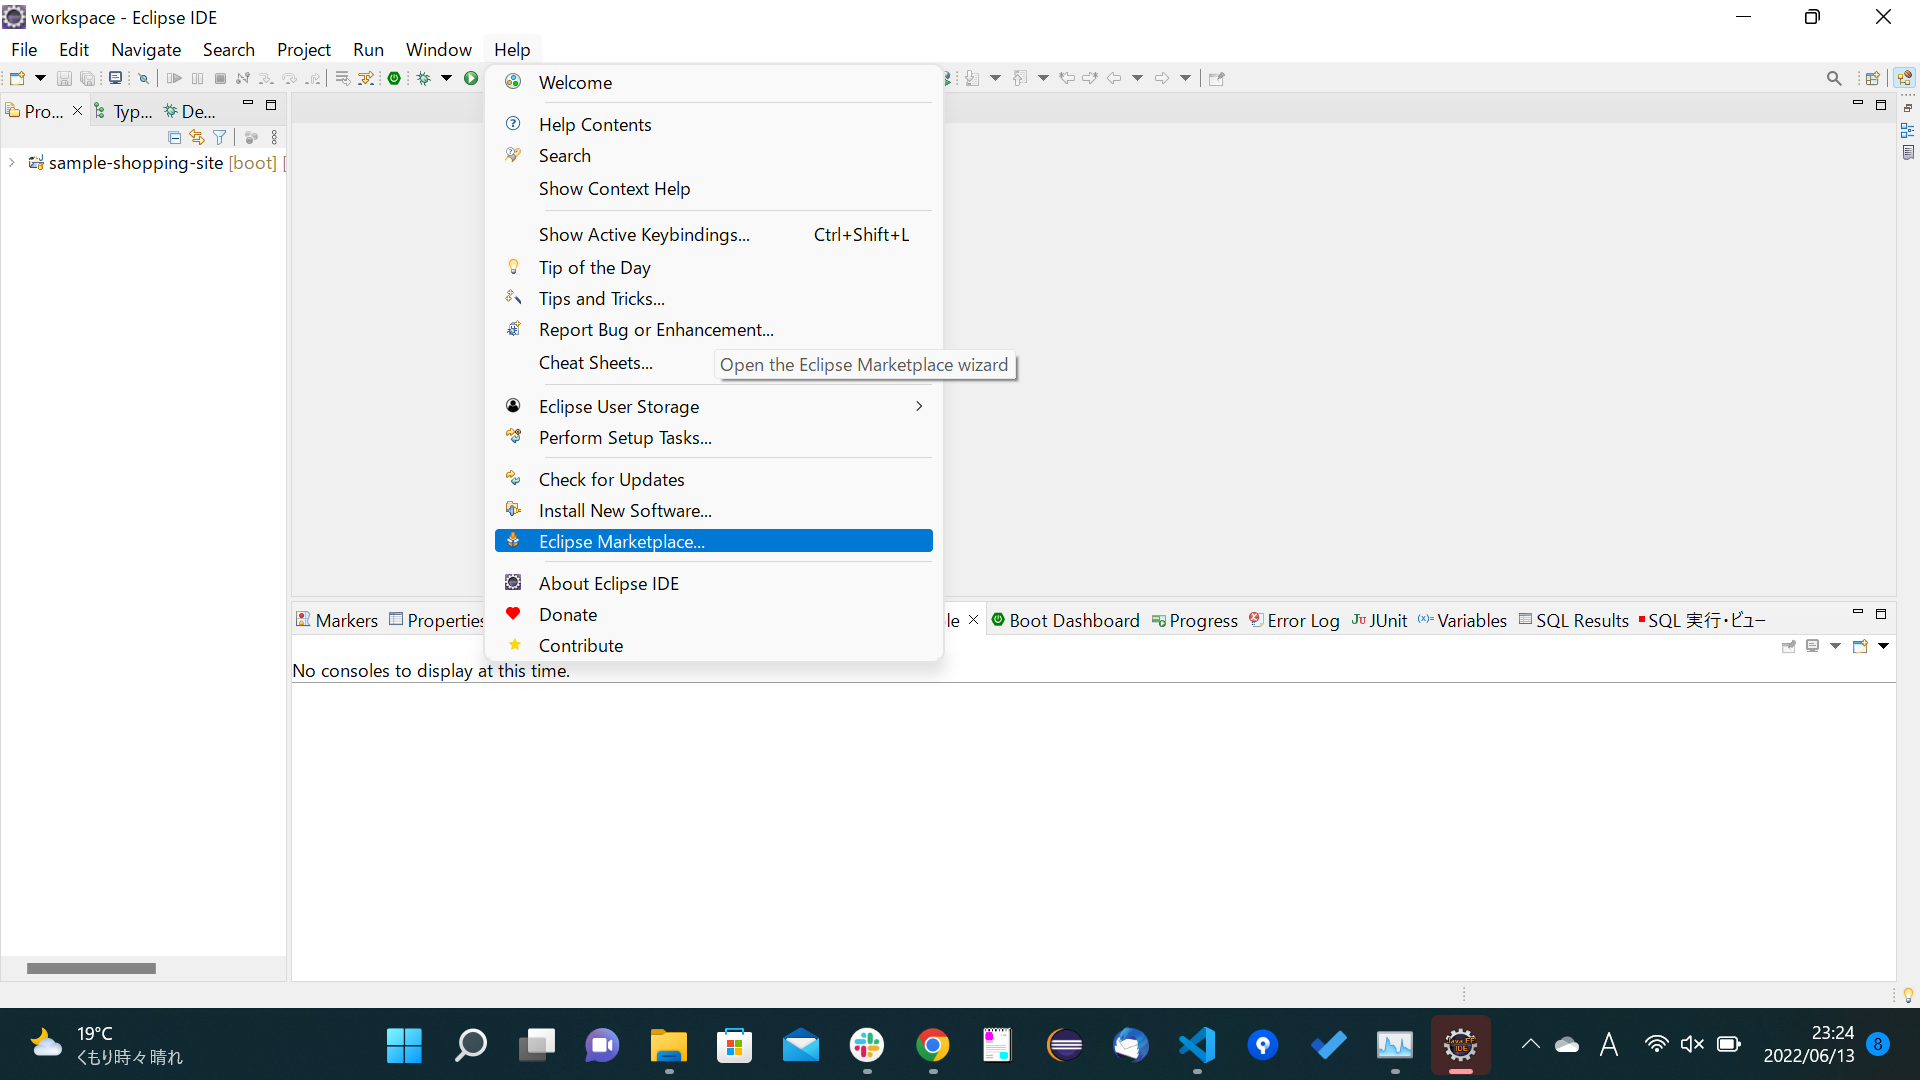 workspace - Eclipse IDE
File Edit Navigate Search Project Run Window Help
Pro... Typ... De...
sample-shopping-site [boot] [
Welcome
Help Contents
Search
Show Context Help
Show Active Keybindings... Ctrl+Shift+L
Tip of the Day
Tips and Tricks...
Report Bug or Enhancement...
Cheat Sheets...
Open the Eclipse Marketplace wizard
Eclipse User Storage
Perform Setup Tasks...
Check for Updates
Install New Software...
Eclipse Marketplace...
About Eclipse IDE
Donate
Contribute
Markers Properties le Boot Dashboard Progress Error Log JUnit Variables SQL Results SQL 実行・ビュー
No consoles to display at this time.
19°C
くもり時々晴れ
A
23:24
2022/06/13
8